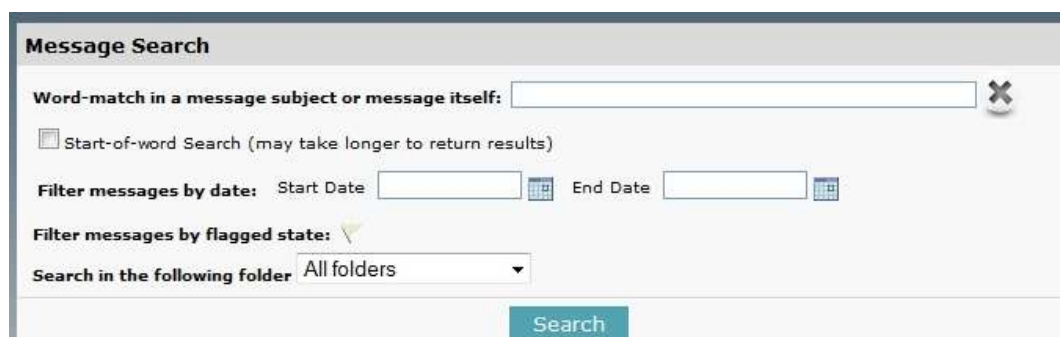 Message Search
Word-match in a message subject or message itself:
Start-of-word Search (may take longer to return results)
Filter messages by date: Start Date End Date
Filter messages by flagged state:
Search in the following folder All folders
Search